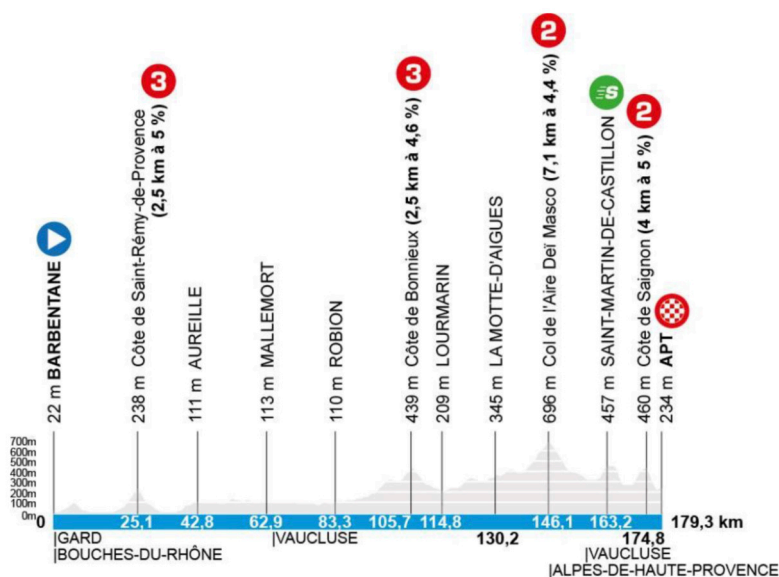 22 m BARBENTANE
238 m Côte de Saint-Rémy-de-Provence
(2,5 km à 5 %)
3
111 m AUREILLE
113 m MALLEMORT
110 m ROBION
439 m Côte de Bonnieux (2,5 km à 4,6 %)
3
209 m LOURMARIN
345 m LA MOTTE-D'AIGUES
696 m Col de l'Aire Deï Masco (7,1 km à 4,4 %)
2
457 m SAINT-MARTIN-DE-CASTILLON
S
460 m Côte de Saignon (4 km à 5 %)
2
234 m APT
700m
600m
500m
400m
300m
200m
100m
0m
0 25,1 42,8 62,9 83,3 105,7 114,8 146,1 163,2 179,3 km
130,2 174,8
|GARD |VAUCLUSE |VAUCLUSE
|BOUCHES-DU-RHÔNE |ALPES-DE-HAUTE-PROVENCE